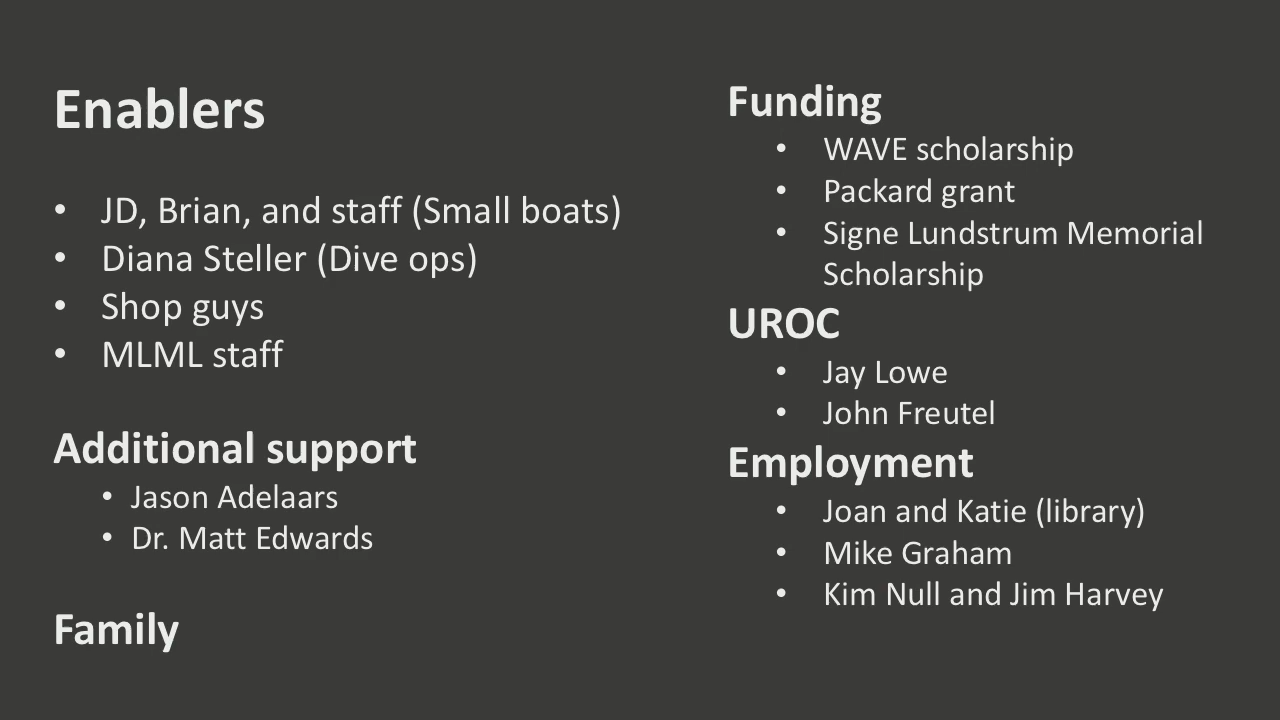 Enablers
• JD, Brian, and staff (Small boats)
• Diana Steller (Dive ops)
• Shop guys
• MLML staff
Additional support
• Jason Adelaars
• Dr. Matt Edwards
Family
Funding
• WAVE scholarship
• Packard grant
• Signe Lundstrum Memorial
Scholarship
UROC
• Jay Lowe
• John Freutel
Employment
• Joan and Katie (library)
• Mike Graham
• Kim Null and Jim Harvey